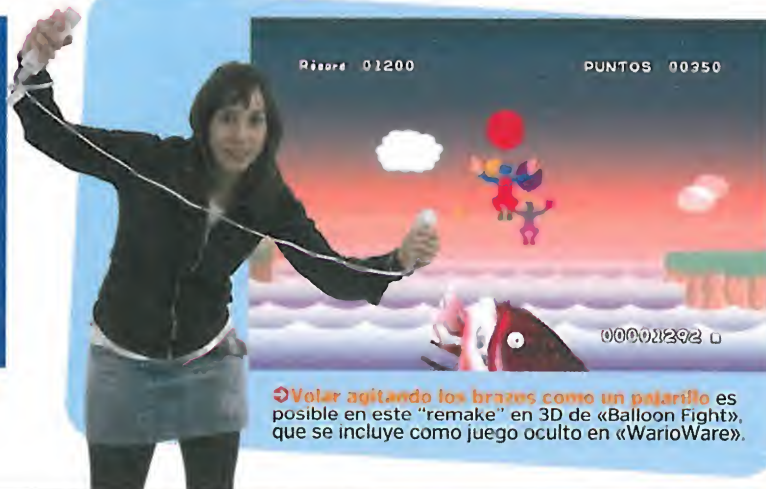 Récord 01200 PUNTOS 00350
00001292 m
➲Volar agitando los brazos como un pajarillo es
posible en este "remake" en 3D de «Balloon Fight»,
que se incluye como juego oculto en «WarioWare».